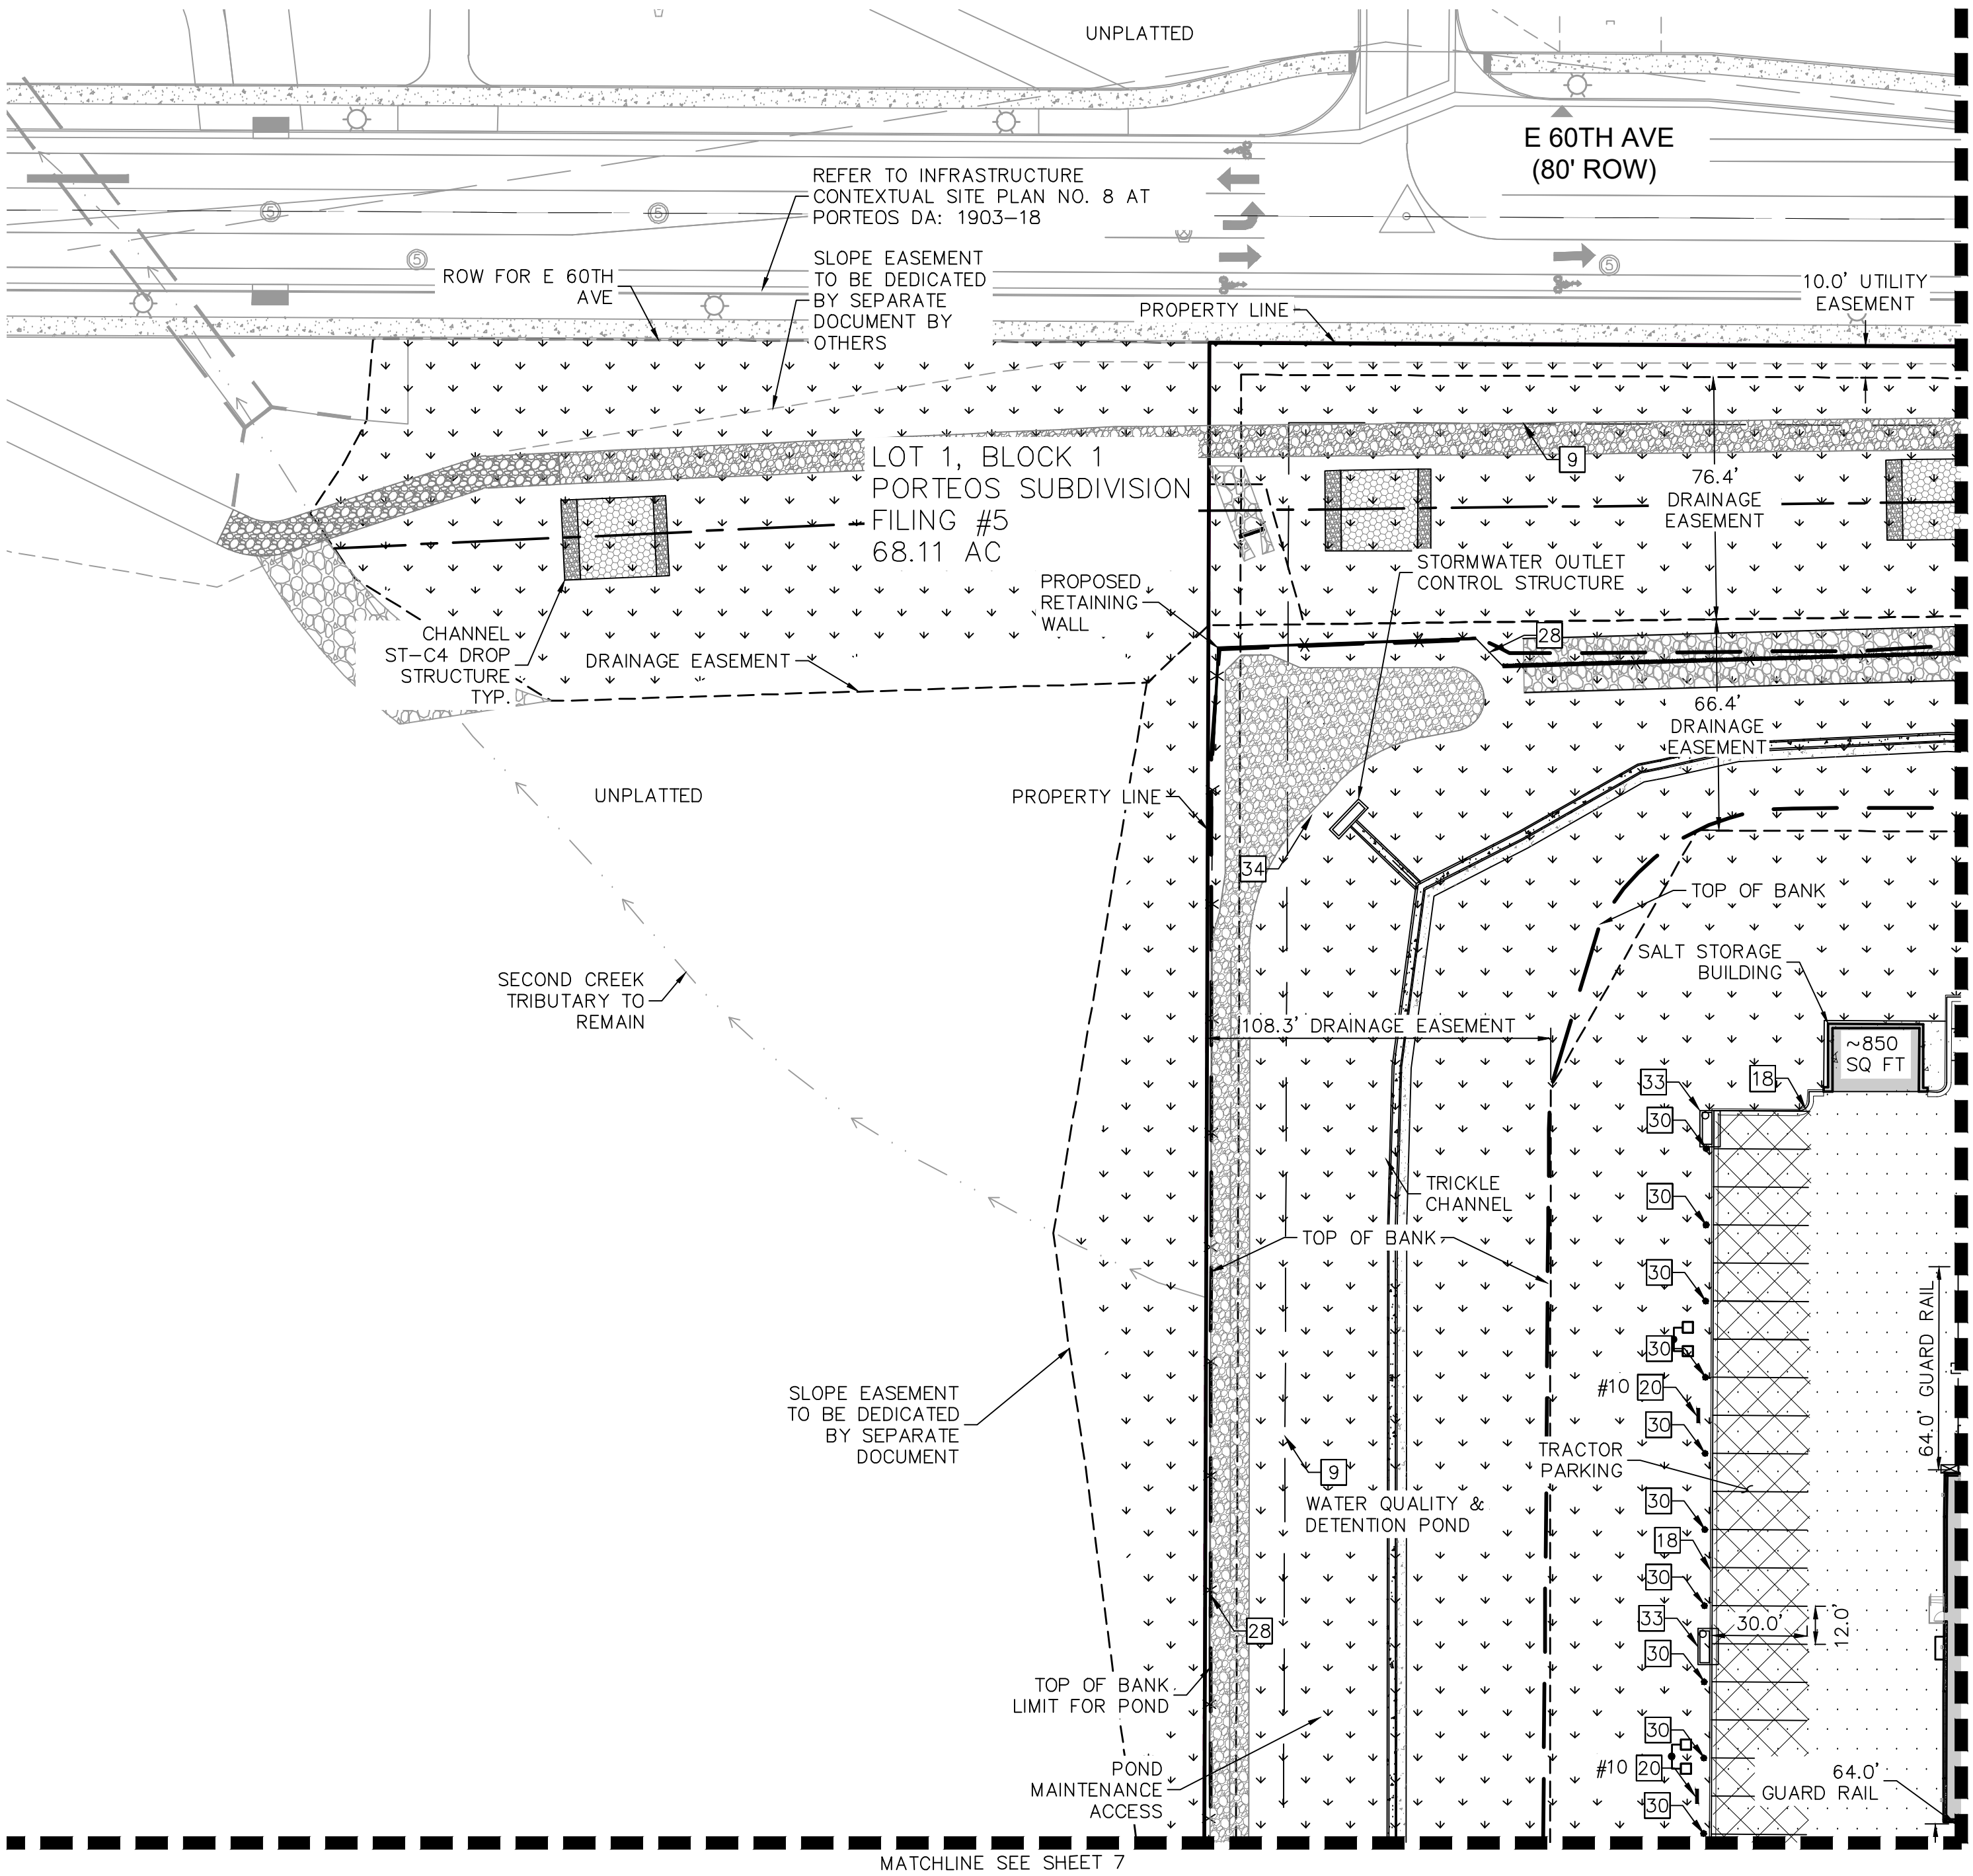 UNPLATTED
E 60TH AVE
(80' ROW)
REFER TO INFRASTRUCTURE
CONTEXTUAL SITE PLAN NO. 8 AT
PORTEOS DA: 1903-18
5
5
5
5
SLOPE EASEMENT
TO BE DEDICATED
BY SEPARATE
DOCUMENT BY
OTHERS
ROW FOR E 60TH
AVE
10.0' UTILITY
EASEMENT
PROPERTY LINE
LOT 1, BLOCK 1
PORTEOS SUBDIVISION
FILING #5
68.11 AC
9
76.4'
DRAINAGE
EASEMENT
STORMWATER OUTLET
CONTROL STRUCTURE
PROPOSED
RETAINING
WALL
CHANNEL
ST-C4 DROP
STRUCTURE
TYP.
DRAINAGE EASEMENT
28
66.4'
DRAINAGE
EASEMENT
UNPLATTED
PROPERTY LINE
34
TOP OF BANK
SALT STORAGE
BUILDING
SECOND CREEK
TRIBUTARY TO
REMAIN
108.3' DRAINAGE EASEMENT
~850
SQ FT
33
18
30
TRICKLE
CHANNEL
30
TOP OF BANK
30
64.0' GUARD RAIL
30
SLOPE EASEMENT
TO BE DEDICATED
BY SEPARATE
DOCUMENT
#10 20
30
TRACTOR
PARKING
9
WATER QUALITY &
DETENTION POND
30
18
30
33
30.0'
12.0'
28
30
TOP OF BANK
LIMIT FOR POND
30
POND
MAINTENANCE
ACCESS
#10 20
64.0'
GUARD RAIL
30
MATCHLINE SEE SHEET 7